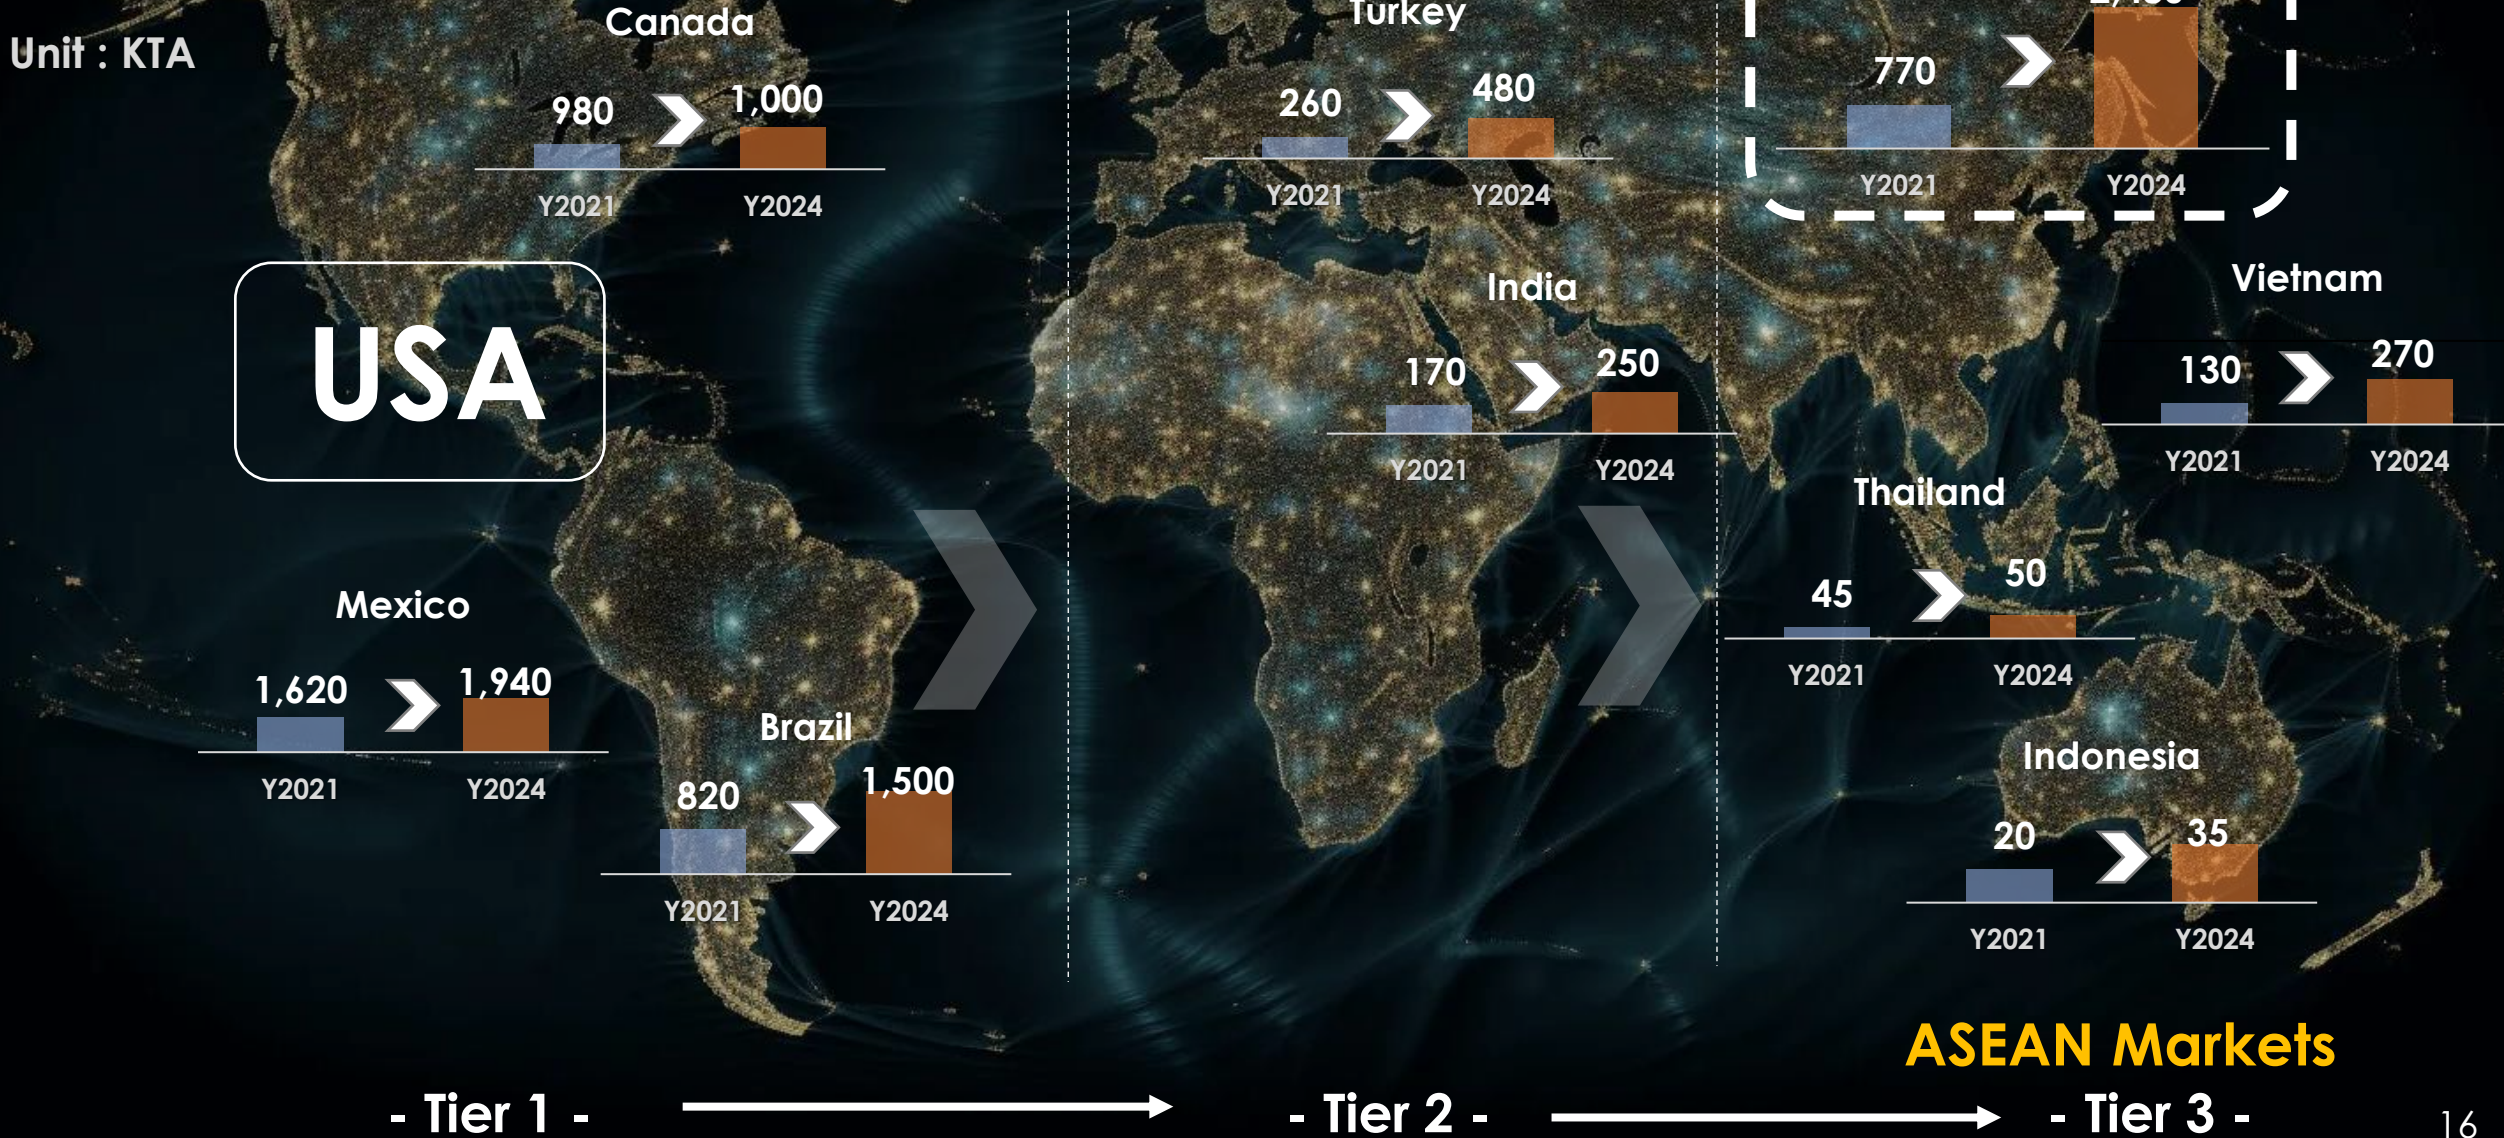 Canada
Turkey
Unit : KTA
980
1,000
Y2021
Y2024
260
480
Y2021
Y2024
770
Y2021
Y2024
USA
India
170
250
Y2021
Y2024
Vietnam
130
270
Y2021
Y2024
Thailand
45
50
Y2021
Y2024
Mexico
1,620
1,940
Y2021
Y2024
Brazil
820
1,500
Y2021
Y2024
Indonesia
20
35
Y2021
Y2024
ASEAN Markets
- Tier 1 -
- Tier 2 -
- Tier 3 -
16